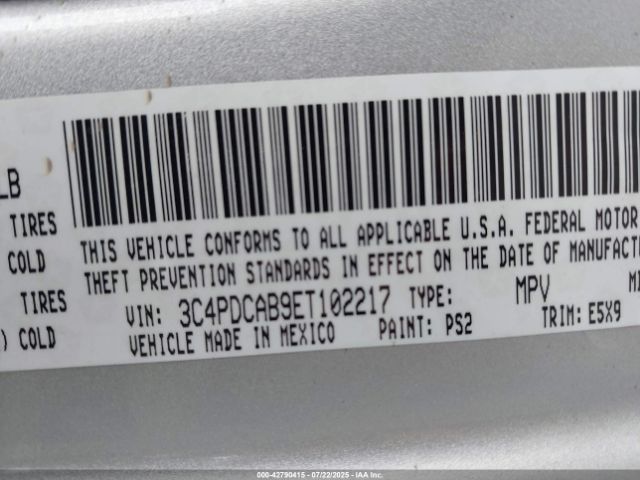 LB
TIRES
COLD
TIRES
) COLD
THIS VEHICLE CONFORMS TO ALL APPLICABLE U.S.A. FEDERAL MOTOR
THEFT PREVENTION STANDARDS IN EFFECT ON THE DATE OF MANUFACTU
VIN: 3C4PDCAB9ET102217 TYPE: MPV
VEHICLE MADE IN MEXICO PAINT: PS2 TRIM: E5X9
000-42790415 - 07/22/2025 - IAA Inc.